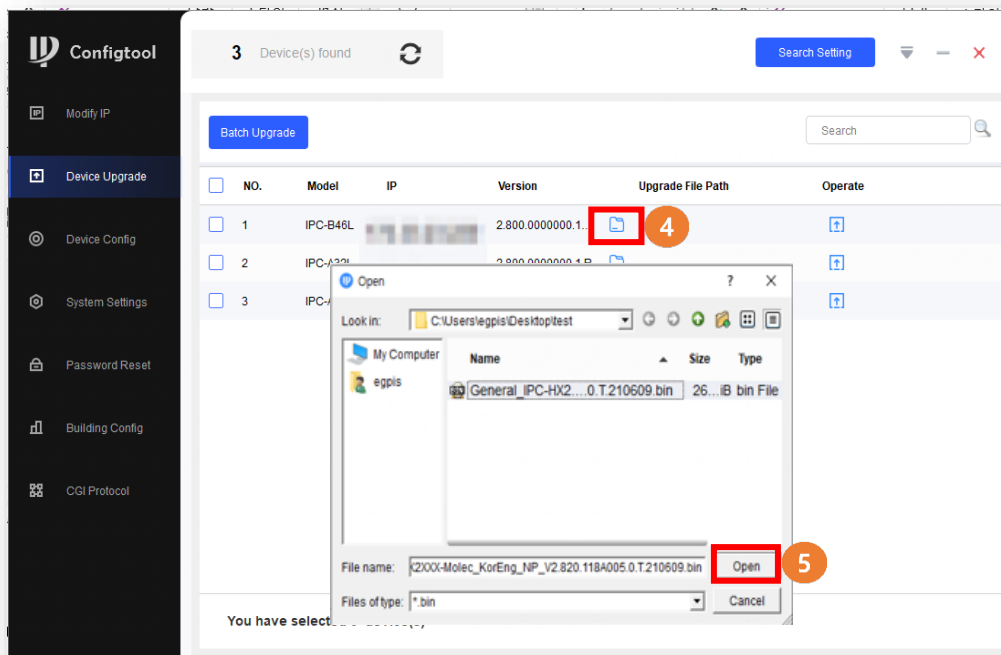 Configtool
3 Device(s) found
Search Setting
Modify IP
Device Upgrade
Device Config
System Settings
Password Reset
Building Config
CGI Protocol
Batch Upgrade
Search
NO. Model IP Version Upgrade File Path Operate
1 IPC-B46L 2.800.0000000.1... 4
2
3
Open ?
Look in: C:\Users\egpis\Desktop\test
My Computer
egpis
Name Size Type
General_IPC-HX2....0.T.210609.bin 26...iB bin File
File name: X2XXX-Molec_KorEng_NP_V2.820.118A005.0.T.210609.bin Open 5
Files of type: *.bin Cancel
You have selected